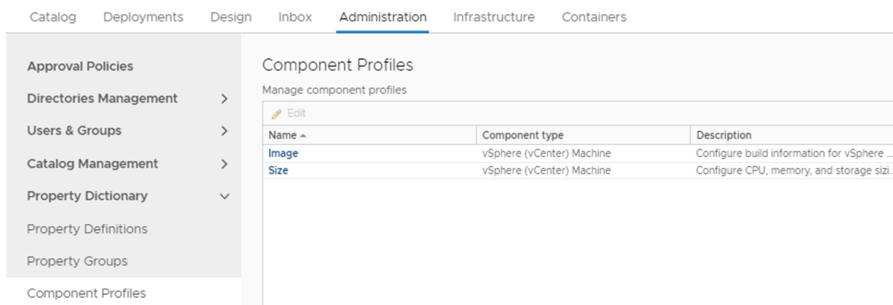 Catalog Deployments Design Inbox Administration Infrastructure Containers
Approval Policies
Directories Management
Users & Groups
Catalog Management
Property Dictionary
Property Definitions
Property Groups
Component Profiles
Component Profiles
Manage component profiles
Edit
Name Component type Description
Image vSphere (vCenter) Machine Configure build information for vSphere ...
Size vSphere (vCenter) Machine Configure CPU, memory, and storage sizi...